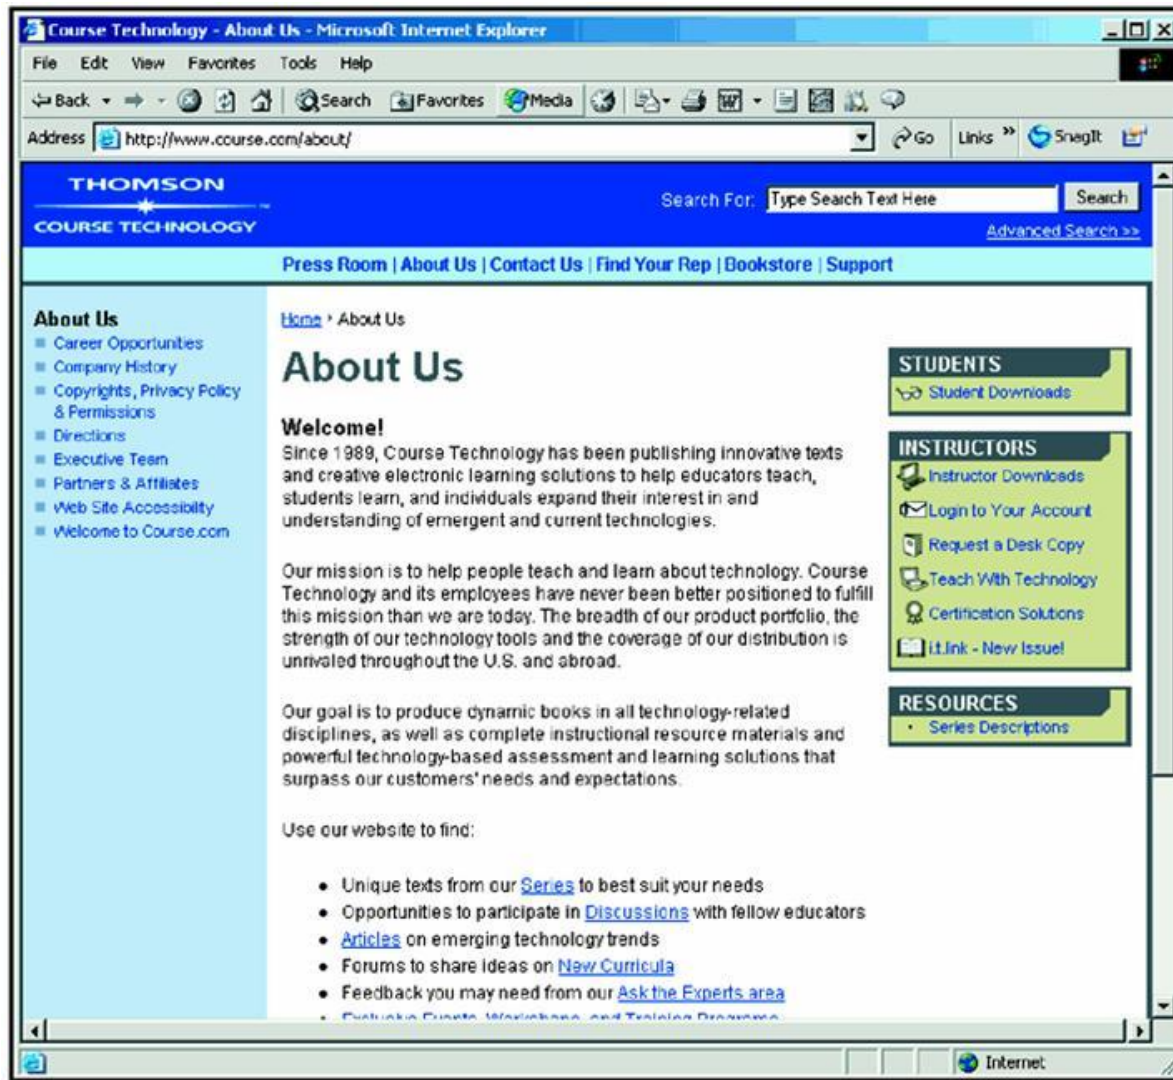 Course Technology - About Us - Microsoft Internet Explorer
File Edit View Favorites Tools Help
Back Search Favorites Media
Address http://www.course.com/about/ Go Links » SnagIt
THOMSON
COURSE TECHNOLOGY
Search For: Type Search Text Here Search
Advanced Search >>
Press Room | About Us | Contact Us | Find Your Rep | Bookstore | Support
About Us
Career Opportunities
Company History
Copyrights, Privacy Policy
& Permissions
Directions
Executive Team
Partners & Affiliates
Web Site Accessibility
Welcome to Course.com
Home › About Us
About Us
Welcome!
Since 1989, Course Technology has been publishing innovative texts
and creative electronic learning solutions to help educators teach,
students learn, and individuals expand their interest in and
understanding of emergent and current technologies.
Our mission is to help people teach and learn about technology. Course
Technology and its employees have never been better positioned to fulfill
this mission than we are today. The breadth of our product portfolio, the
strength of our technology tools and the coverage of our distribution is
unrivaled throughout the U.S. and abroad.
Our goal is to produce dynamic books in all technology-related
disciplines, as well as complete instructional resource materials and
powerful technology-based assessment and learning solutions that
surpass our customers' needs and expectations.
Use our website to find:
• Unique texts from our Series to best suit your needs
• Opportunities to participate in Discussions with fellow educators
• Articles on emerging technology trends
• Forums to share ideas on New Curricula
• Feedback you may need from our Ask the Experts area
• Exclusive Events, Workshops, and Training Programs
STUDENTS
Student Downloads
INSTRUCTORS
Instructor Downloads
Login to Your Account
Request a Desk Copy
Teach With Technology
Certification Solutions
i.t.link - New Issue!
RESOURCES
• Series Descriptions
Internet